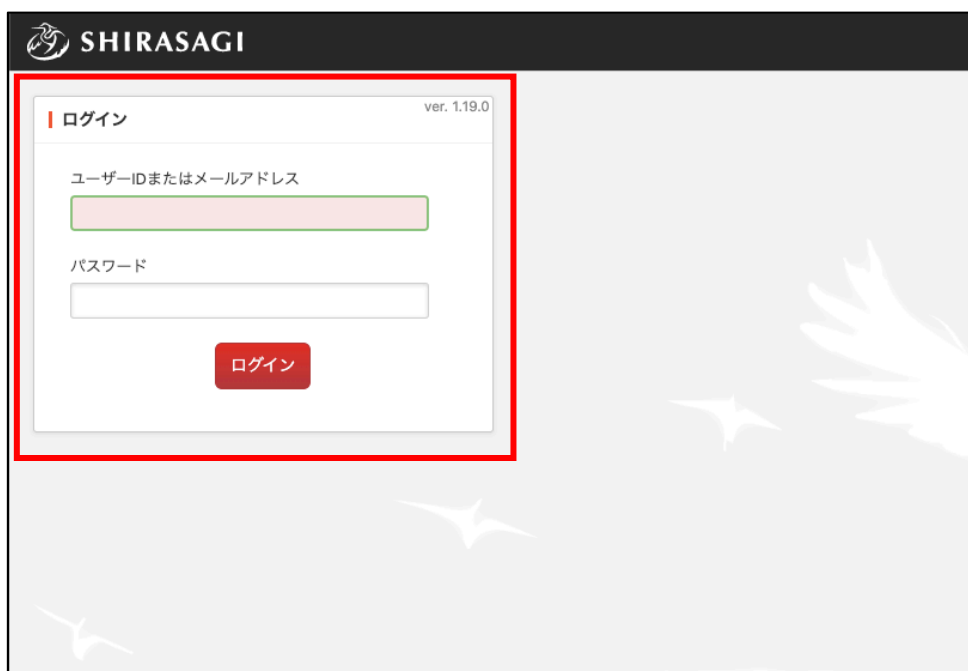 SHIRASAGI
ログイン
ver. 1.19.0
ユーザーIDまたはメールアドレス
パスワード
ログイン